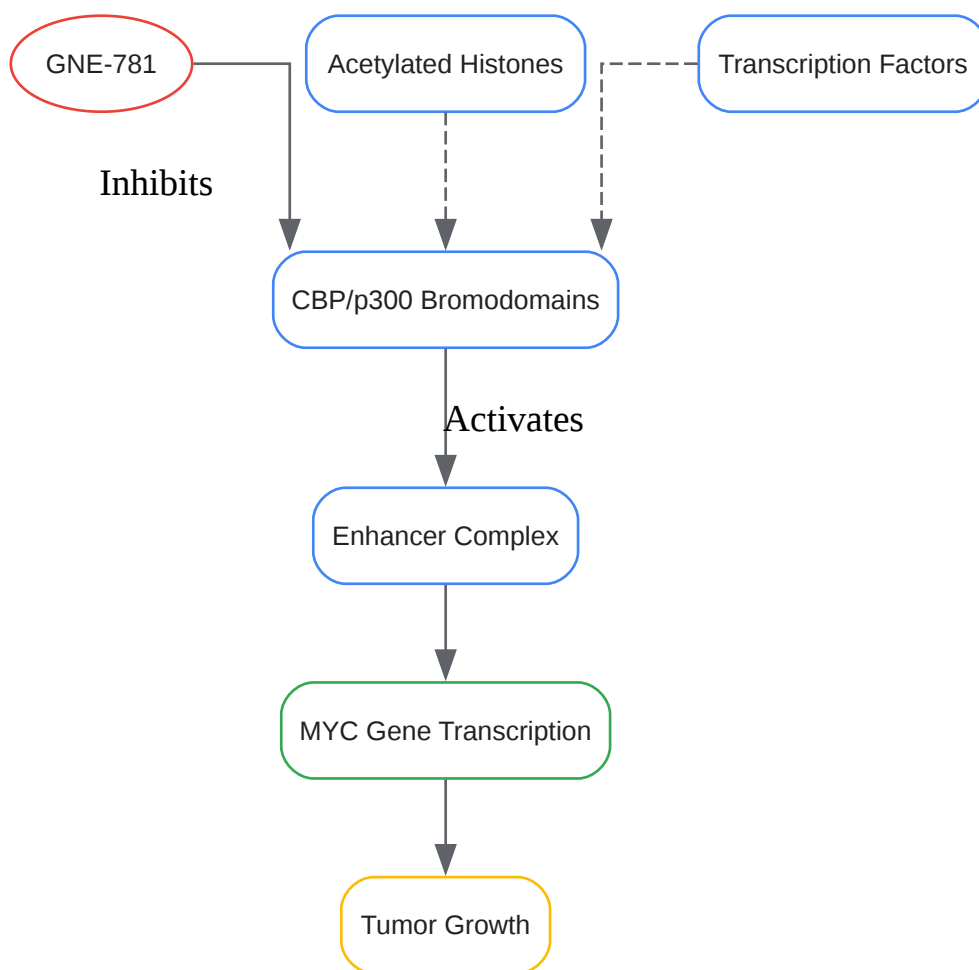 GNE-781
Acetylated Histones
Transcription Factors
Inhibits
CBP/p300 Bromodomains
Activates
Enhancer Complex
MYC Gene Transcription
Tumor Growth